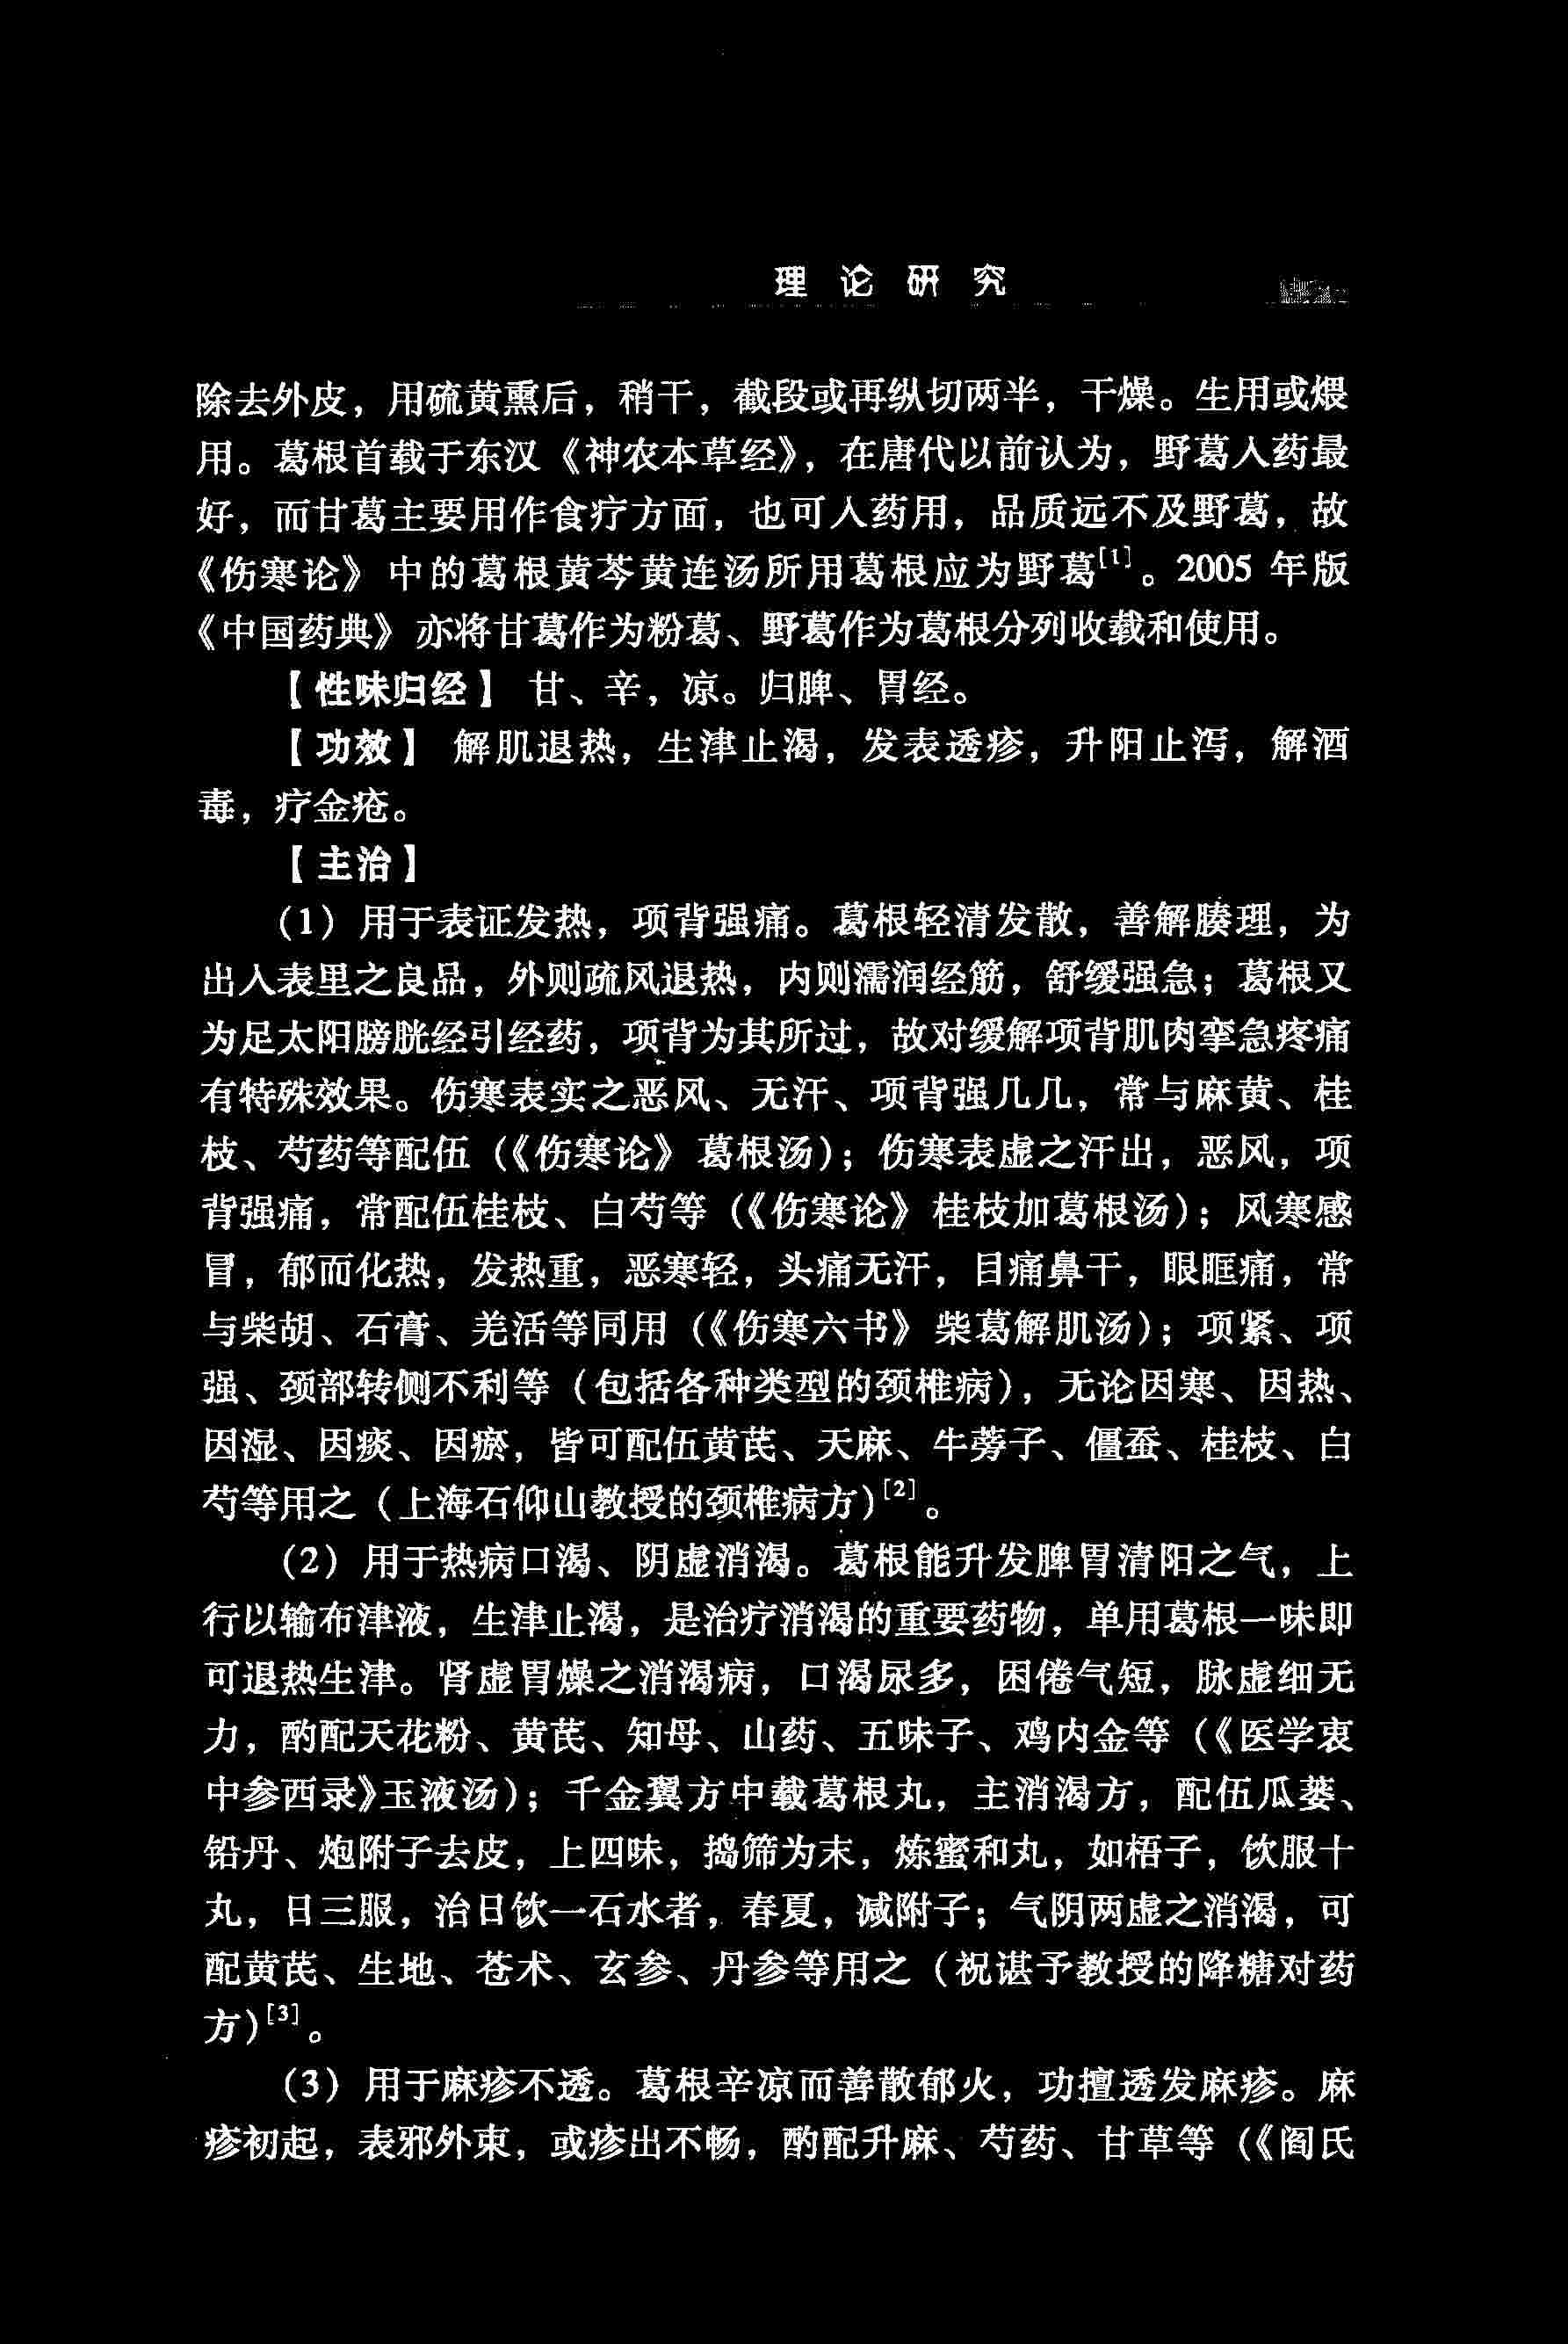 理论研究
除去外皮，用硫黄熏后，稍干，截段或再纵切两半，干燥。生用或煨
用。葛根首载于东汉《神农本草经》，在唐代以前认为，野葛入药最
好，而甘葛主要用作食疗方面，也可入药用，品质远不及野葛，故
《伤寒论》中的葛根黄芩黄连汤所用葛根应为野葛[1]。2005 年版
《中国药典》亦将甘葛作为粉葛、野葛作为葛根分列收载和使用。
【性味归经】 甘、辛，凉。归脾、胃经。
【功效】 解肌退热，生津止渴，发表透疹，升阳止泻，解酒
毒，疗金疮。
【主治】
(1) 用于表证发热，项背强痛。葛根轻清发散，善解腠理，为
出入表里之良品，外则疏风退热，内则濡润经筋，舒缓强急；葛根又
为足太阳膀胱经引经药，项背为其所过，故对缓解项背肌肉挛急疼痛
有特殊效果。伤寒表实之恶风、无汗、项背强几几，常与麻黄、桂
枝、芍药等配伍（《伤寒论》葛根汤）；伤寒表虚之汗出，恶风，项
背强痛，常配伍桂枝、白芍等（《伤寒论》桂枝加葛根汤）；风寒感
冒，郁而化热，发热重，恶寒轻，头痛无汗，目痛鼻干，眼眶痛，常
与柴胡、石膏、羌活等同用（《伤寒六书》柴葛解肌汤）；项紧、项
强、颈部转侧不利等（包括各种类型的颈椎病），无论因寒、因热、
因湿、因痰、因瘀，皆可配伍黄芪、天麻、牛蒡子、僵蚕、桂枝、白
芍等用之（上海石仰山教授的颈椎病方）[2]。
(2) 用于热病口渴、阴虚消渴。葛根能升发脾胃清阳之气，上
行以输布津液，生津止渴，是治疗消渴的重要药物，单用葛根一味即
可退热生津。肾虚胃燥之消渴病，口渴尿多，困倦气短，脉虚细无
力，酌配天花粉、黄芪、知母、山药、五味子、鸡内金等（《医学衷
中参西录》玉液汤）；千金翼方中载葛根丸，主消渴方，配伍瓜蒌、
铅丹、炮附子去皮，上四味，捣筛为末，炼蜜和丸，如梧子，饮服十
丸，日三服，治日饮一石水者，春夏，减附子；气阴两虚之消渴，可
配黄芪、生地、苍术、玄参、丹参等用之（祝谌予教授的降糖对药
方）[3]。
(3) 用于麻疹不透。葛根辛凉而善散郁火，功擅透发麻疹。麻
疹初起，表邪外束，或疹出不畅，酌配升麻、芍药、甘草等（《阎氏